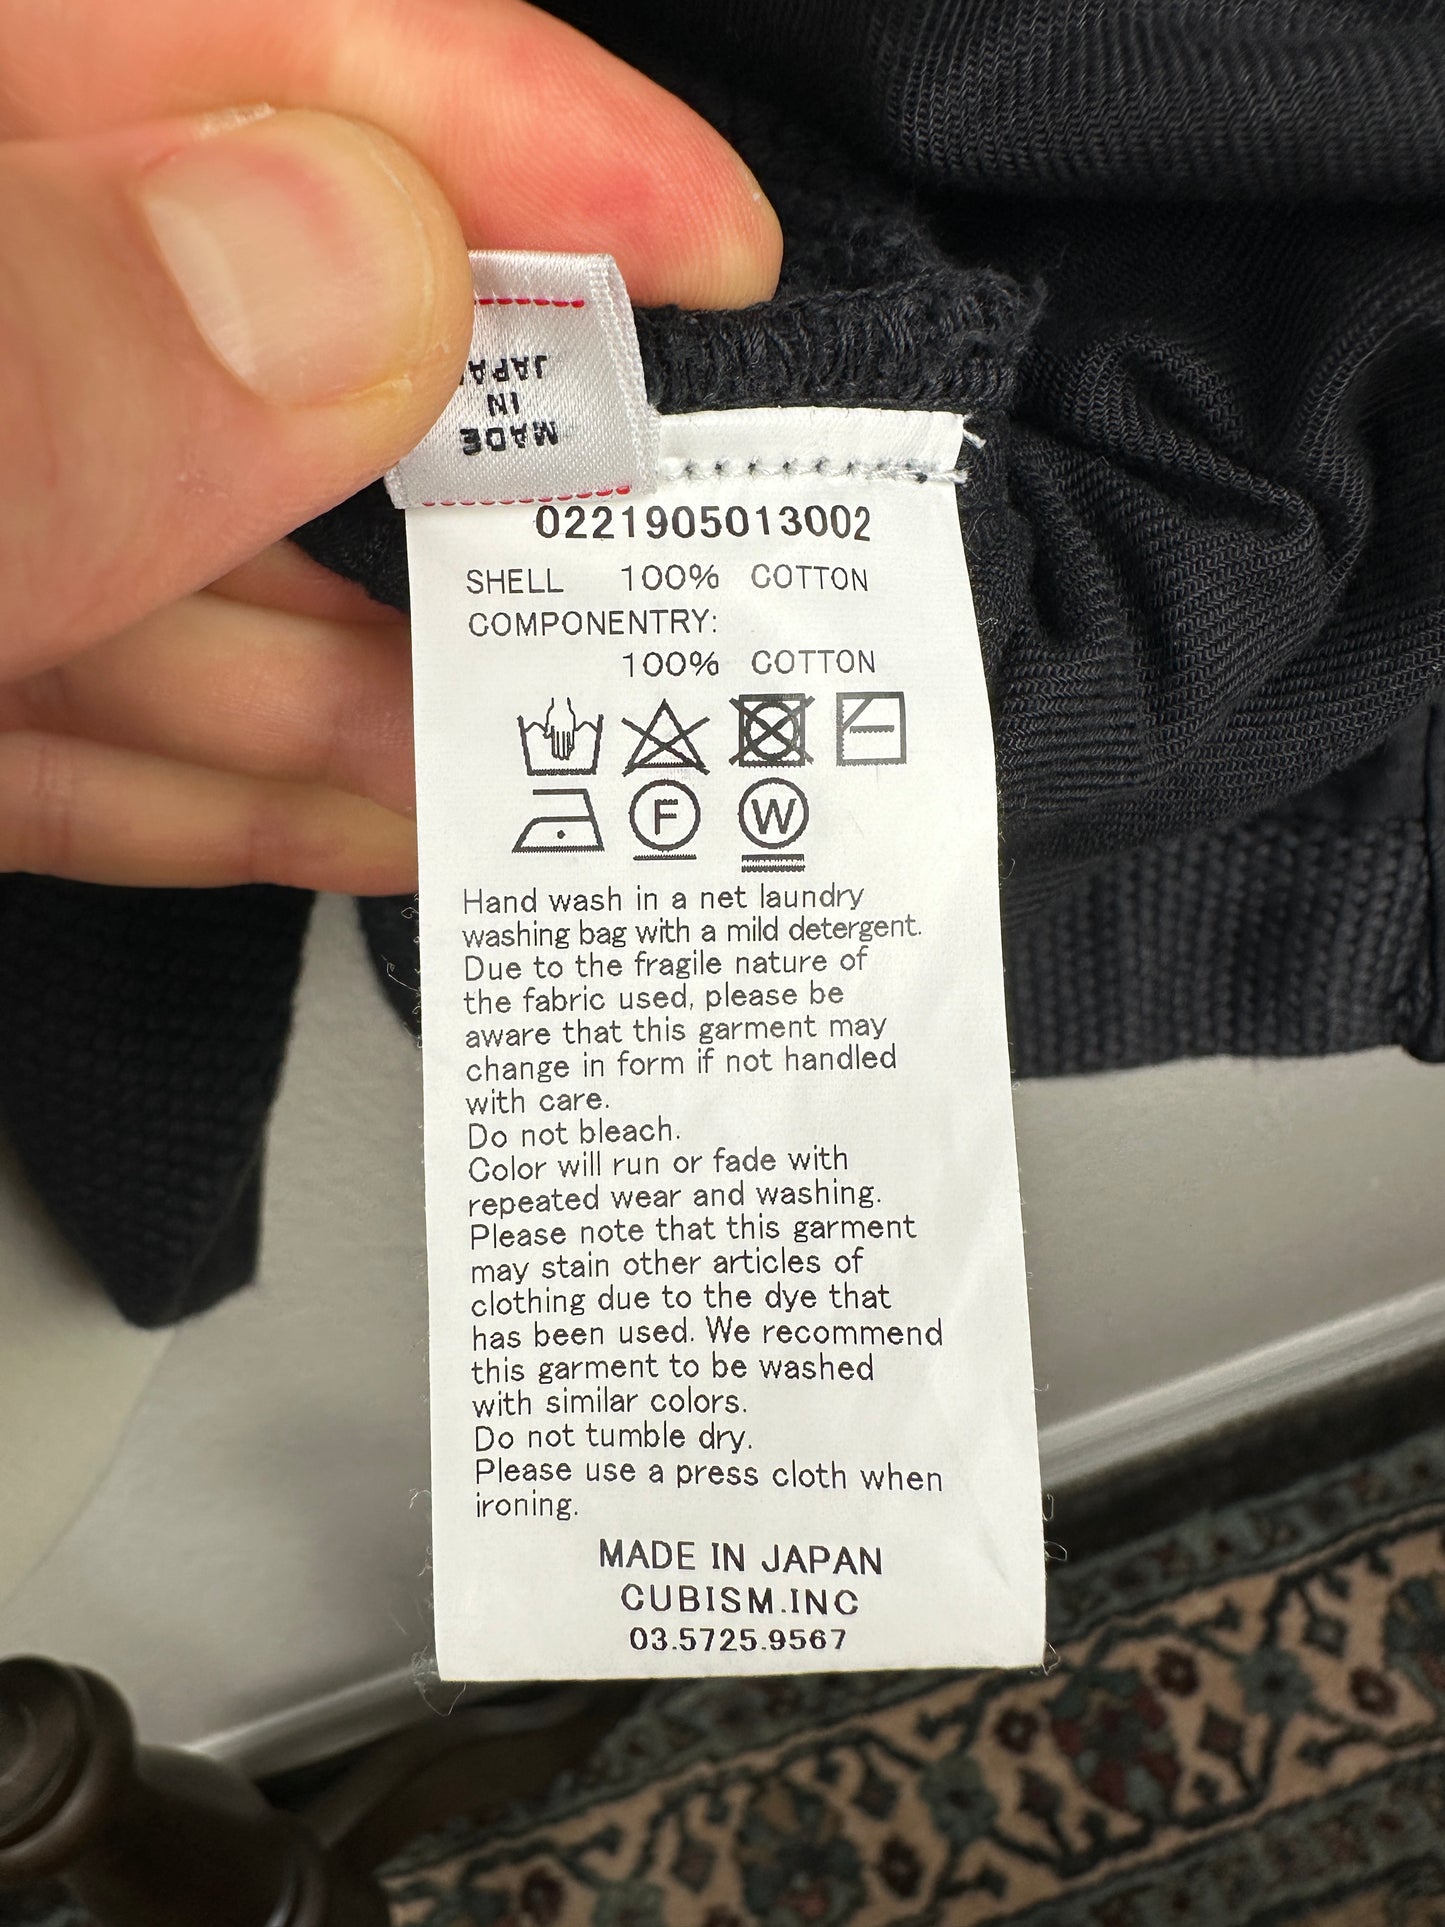 MADE
IN
JAPAN
0221905013002
SHELL 100% COTTON
COMPONENTRY:
100% COTTON
F W
Hand wash in a net laundry
washing bag with a mild detergent.
Due to the fragile nature of
the fabric used, please be
aware that this garment may
change in form if not handled
with care.
Do not bleach.
Color will run or fade with
repeated wear and washing.
Please note that this garment
may stain other articles of
clothing due to the dye that
has been used. We recommend
this garment to be washed
with similar colors.
Do not tumble dry.
Please use a press cloth when
ironing.
MADE IN JAPAN
CUBISM.INC
03.5725.9567